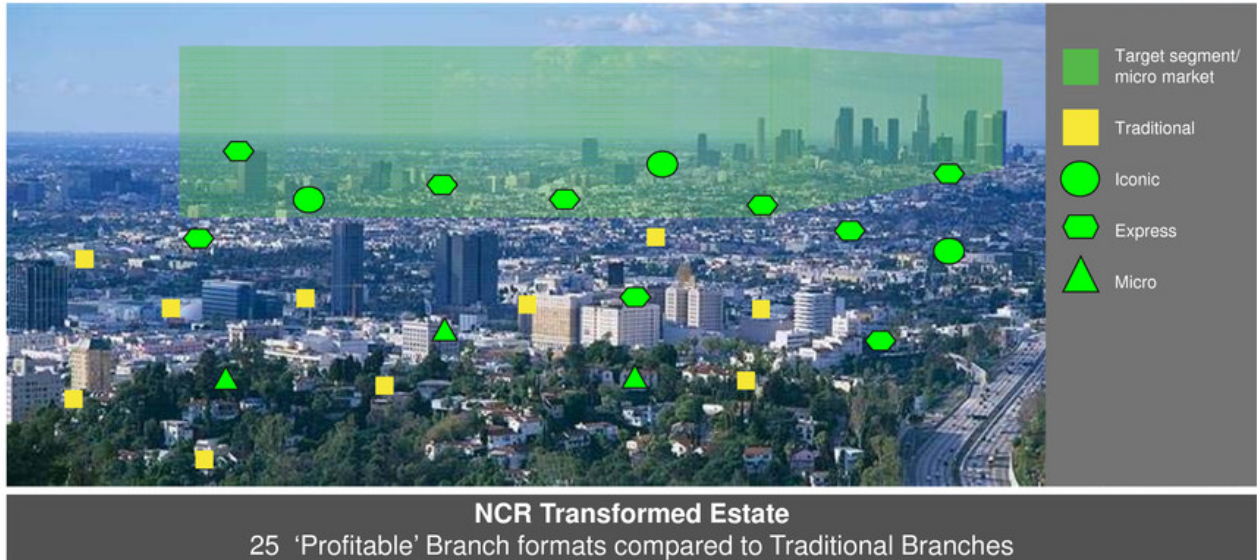 Target segment/
micro market
Traditional
Iconic
Express
Micro
NCR Transformed Estate
25 'Profitable' Branch formats compared to Traditional Branches